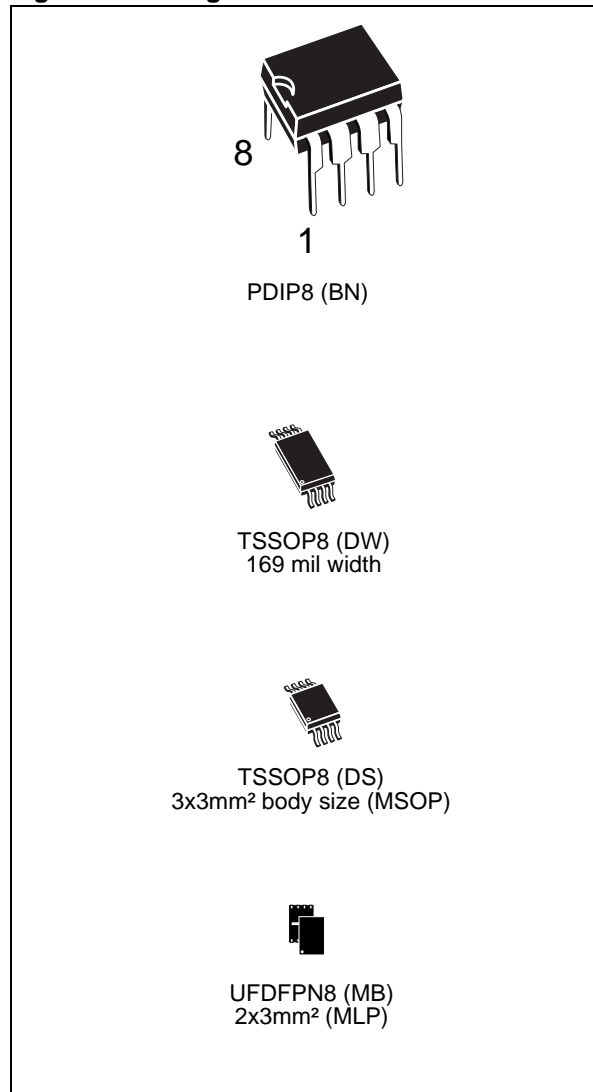 8
1
PDIP8 (BN)
TSSOP8 (DW)
169 mil width
TSSOP8 (DS)
3x3mm² body size (MSOP)
UFDFPN8 (MB)
2x3mm² (MLP)